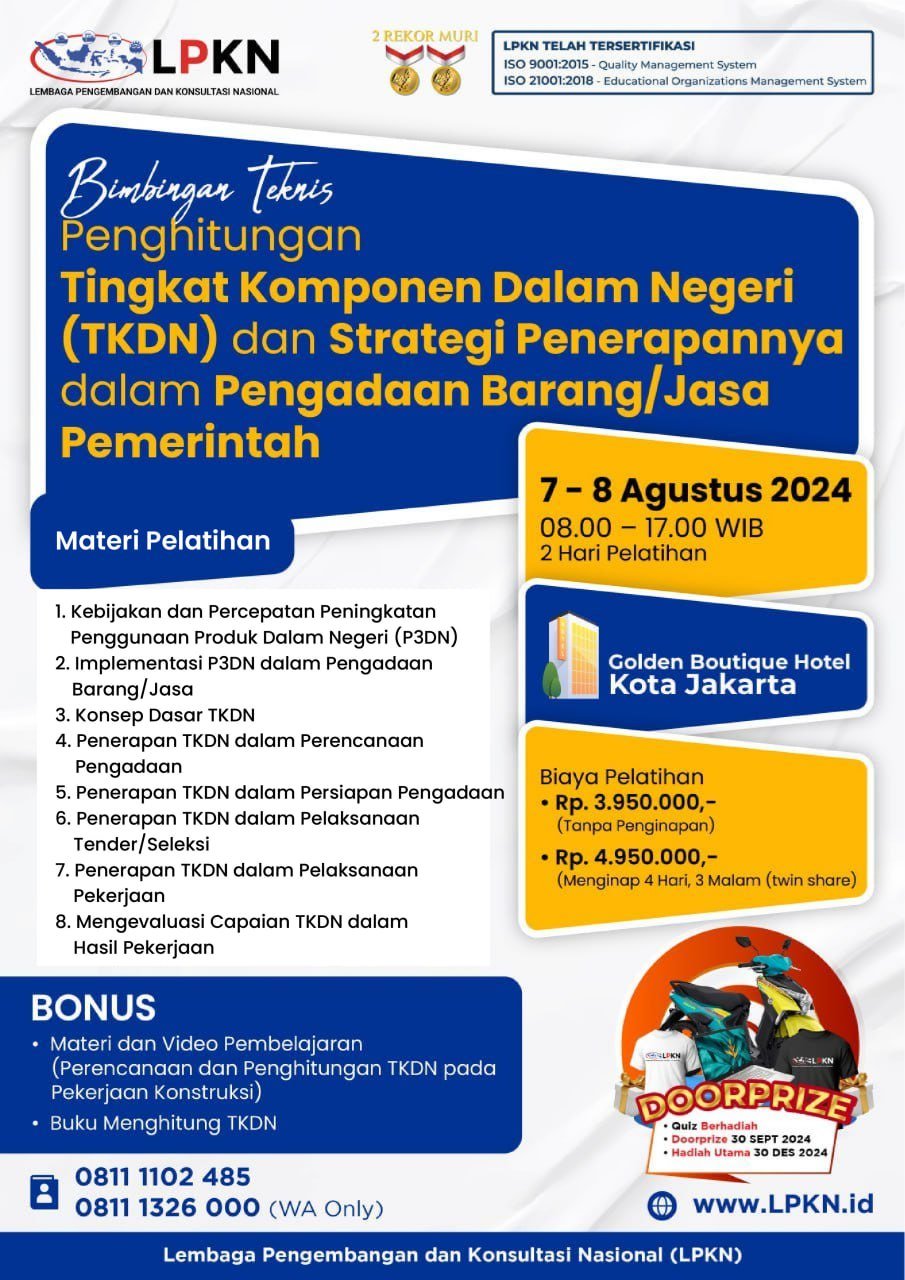 LPKN
LEMBAGA PENGEMBANGAN DAN KONSULTASI NASIONAL
2 REKOR MURI
LPKN TELAH TERSERTIFIKASI
ISO 9001:2015 - Quality Management System
ISO 21001:2018 - Educational Organizations Management System
Bimbingan Teknis
Penghitungan
Tingkat Komponen Dalam Negeri
(TKDN) dan Strategi Penerapannya
dalam Pengadaan Barang/Jasa
Pemerintah
7 - 8 Agustus 2024
08.00 – 17.00 WIB
2 Hari Pelatihan
Materi Pelatihan
1. Kebijakan dan Percepatan Peningkatan
Penggunaan Produk Dalam Negeri (P3DN)
2. Implementasi P3DN dalam Pengadaan
Barang/Jasa
3. Konsep Dasar TKDN
4. Penerapan TKDN dalam Perencanaan
Pengadaan
5. Penerapan TKDN dalam Persiapan Pengadaan
6. Penerapan TKDN dalam Pelaksanaan
Tender/Seleksi
7. Penerapan TKDN dalam Pelaksanaan
Pekerjaan
8. Mengevaluasi Capaian TKDN dalam
Hasil Pekerjaan
Golden Boutique Hotel
Kota Jakarta
Biaya Pelatihan
• Rp. 3.950.000,-
(Tanpa Penginapan)
• Rp. 4.950.000,-
(Menginap 4 Hari, 3 Malam (twin share)
BONUS
• Materi dan Video Pembelajaran
(Perencanaan dan Penghitungan TKDN pada
Pekerjaan Konstruksi)
• Buku Menghitung TKDN
LPKN
LPKN
DOORPRIZE
• Quiz Berhadiah
• Doorprize 30 SEPT 2024
• Hadiah Utama 30 DES 2024
0811 1102 485
0811 1326 000 (WA Only)
www.LPKN.id
Lembaga Pengembangan dan Konsultasi Nasional (LPKN)